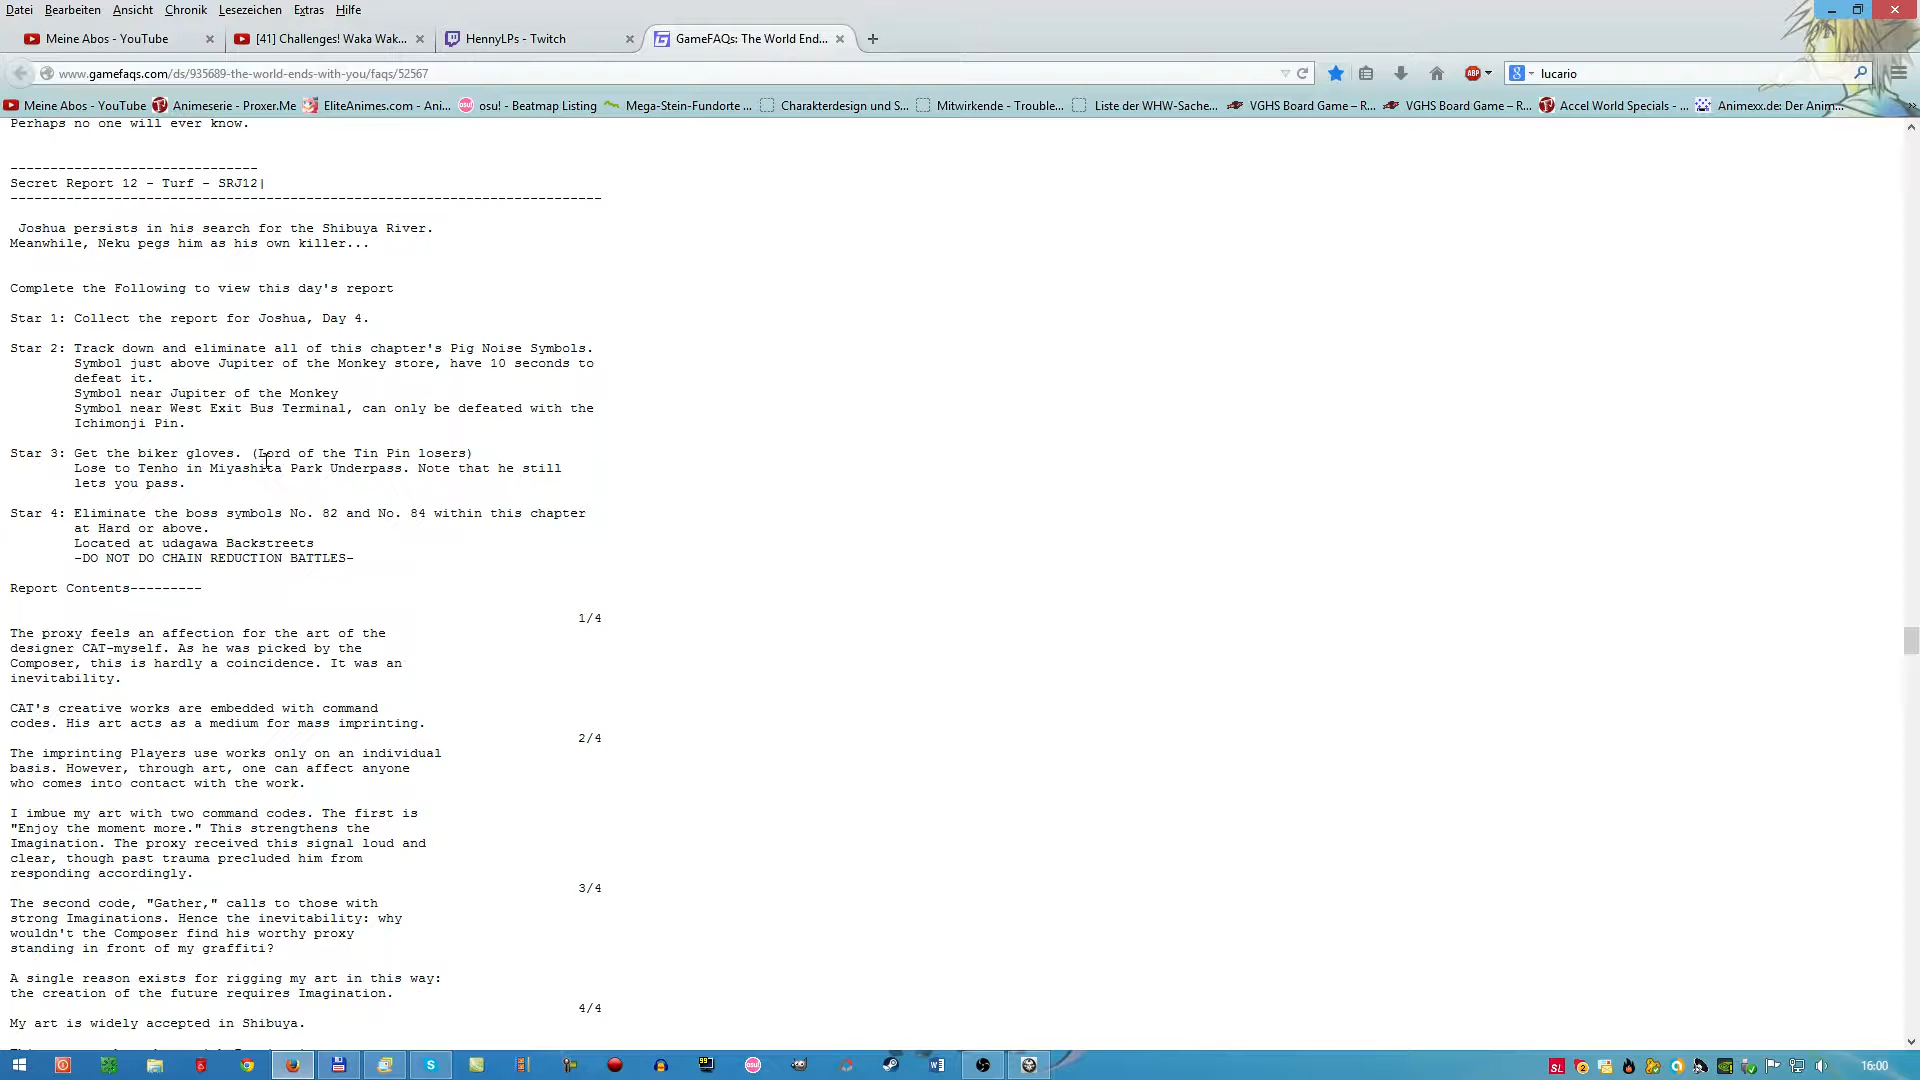 Datei Bearbeiten Ansicht Chronik Lesezeichen Extras Hilfe
Meine Abos - YouTube [41] Challenges! Waka Wak... HennyLPs - Twitch GameFAQs: The World End...
www.gamefaqs.com/ds/935689-the-world-ends-with-you/faqs/52567 ABP lucario
Meine Abos - YouTube Animeserie - Proxer.Me EliteAnimes.com - Ani... osu! - Beatmap Listing Mega-Stein-Fundorte ... Charakterdesign und S... Mitwirkende - Trouble... Liste der WHW-Sache... VGHS Board Game – R... VGHS Board Game – R... Accel World Specials - ... Animexx.de: Der Anim...
Perhaps no one will ever know.
-------------------------------
Secret Report 12 - Turf - SRJ12|
--------------------------------------------------------------------------
Joshua persists in his search for the Shibuya River.
Meanwhile, Neku pegs him as his own killer...
Complete the Following to view this day's report
Star 1: Collect the report for Joshua, Day 4.
Star 2: Track down and eliminate all of this chapter's Pig Noise Symbols.
Symbol just above Jupiter of the Monkey store, have 10 seconds to
defeat it.
Symbol near Jupiter of the Monkey
Symbol near West Exit Bus Terminal, can only be defeated with the
Ichimonji Pin.
Star 3: Get the biker gloves. (Lord of the Tin Pin losers)
Lose to Tenho in Miyashita Park Underpass. Note that he still
lets you pass.
Star 4: Eliminate the boss symbols No. 82 and No. 84 within this chapter
at Hard or above.
Located at udagawa Backstreets
-DO NOT DO CHAIN REDUCTION BATTLES-
Report Contents---------
1/4
The proxy feels an affection for the art of the
designer CAT-myself. As he was picked by the
Composer, this is hardly a coincidence. It was an
inevitability.
CAT's creative works are embedded with command
codes. His art acts as a medium for mass imprinting.
2/4
The imprinting Players use works only on an individual
basis. However, through art, one can affect anyone
who comes into contact with the work.
I imbue my art with two command codes. The first is
"Enjoy the moment more." This strengthens the
Imagination. The proxy received this signal loud and
clear, though past trauma precluded him from
responding accordingly.
3/4
The second code, "Gather," calls to those with
strong Imaginations. Hence the inevitability: why
wouldn't the Composer find his worthy proxy
standing in front of my graffiti?
A single reason exists for rigging my art in this way:
the creation of the future requires Imagination.
4/4
My art is widely accepted in Shibuya.
16:00